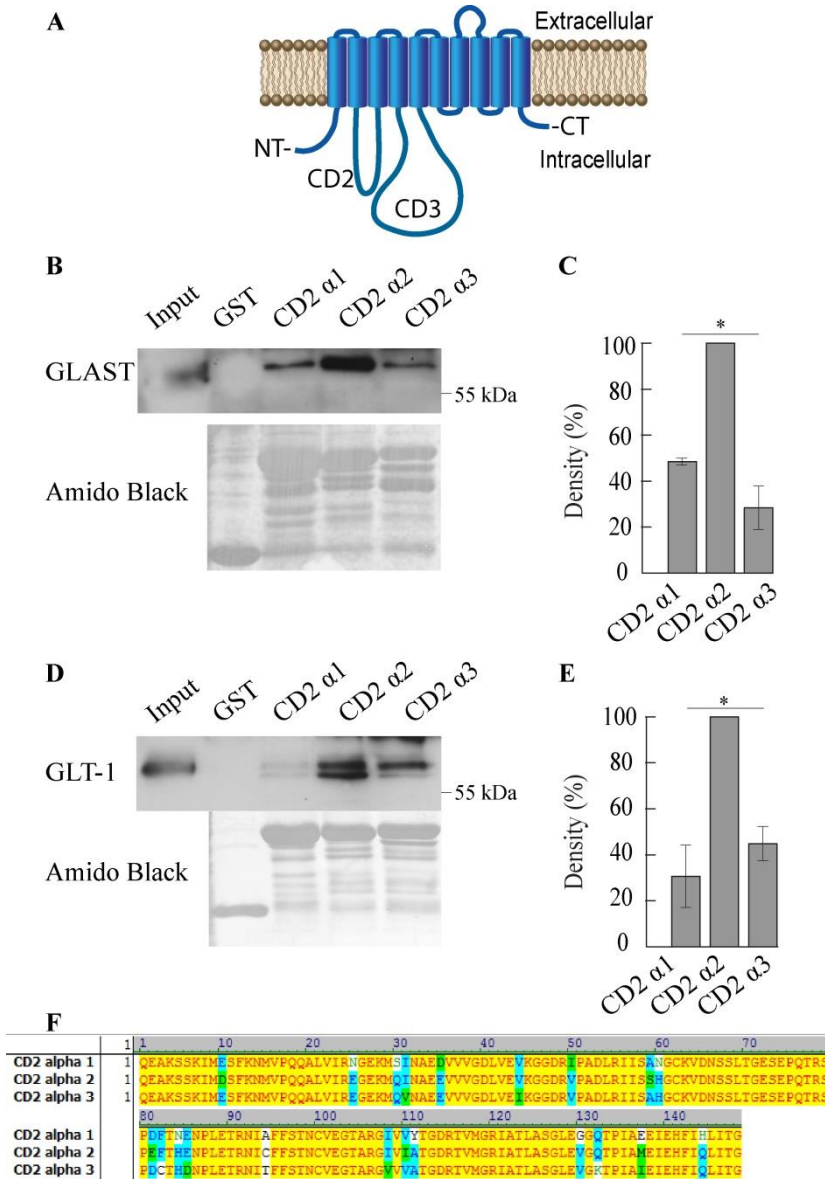 A
Extracellular
NT-
-CT
CD2
Intracellular
CD3
B
Input
GST
CD2 α1
CD2 α2
CD2 α3
GLAST
55 kDa
Amido Black
C
*
100
80
60
40
20
0
Density (%)
CD2 α1
CD2 α2
CD2 α3
D
Input
GST
CD2 α1
CD2 α2
CD2 α3
GLT-1
55 kDa
Amido Black
E
*
100
80
60
40
20
0
Density (%)
CD2 α1
CD2 α2
CD2 α3
F
1 1 10 20 30 40 50 60 70
CD2 alpha 1 1 QEAKSSKIMESFKNMVPQQALVIRNGEKMSINAEDVVVGDLVEVKGGDRIPADLRIISANGCKVDNSSLTGESEPQTRS
CD2 alpha 2 1 QEAKSSKIMDSFKNMVPQQALVIREGEKMQINAEEVVVGDLVEVKGGDRVPADLRIISSHGCKVDNSSLTGESEPQTRS
CD2 alpha 3 1 QEAKSSKIMESFKNMVPQQALVIREGEKMQVNAEEVVVGDLVEIKGGDRVPADLRIISAHGCKVDNSSLTGESEPQTRS
80 90 100 110 120 130 140
CD2 alpha 1 PDFTNENPLETRNIAFFSTNCVEGTARGIVVYTGDRTVMGRIATLASGLEGGQTPIAEEIEHFIHLITG
CD2 alpha 2 PEFTHENPLETRNICFFSTNCVEGTARGIVIATGDRTVMGRIATLASGLEVGQTPIAMEIEHFIQLITG
CD2 alpha 3 PDCTHDNPLETRNITFFSTNCVEGTARGVVVATGDRTVMGRIATLASGLEVGKTPIAIEIEHFIQLITG